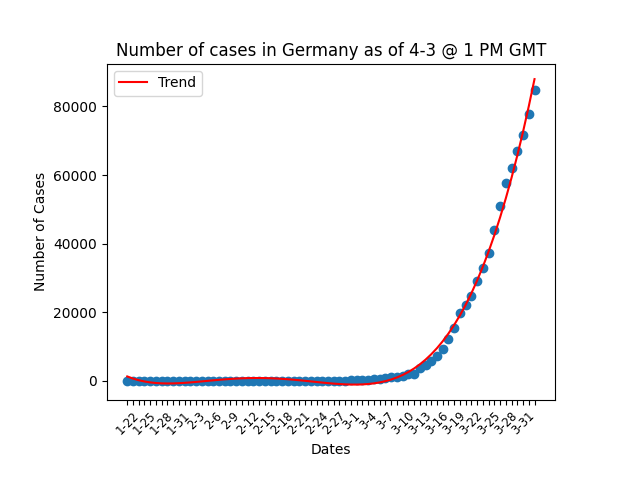 Number of cases in Germany as of 4-3 @ 1 PM GMT
Trend
80000
60000
40000
20000
0
Number of Cases
1-22 1-25 1-28 1-31 2-3 2-6 2-9 2-12 2-15 2-18 2-21 2-24 2-27 3-1 3-4 3-7 3-10 3-13 3-16 3-19 3-22 3-25 3-28 3-31
Dates